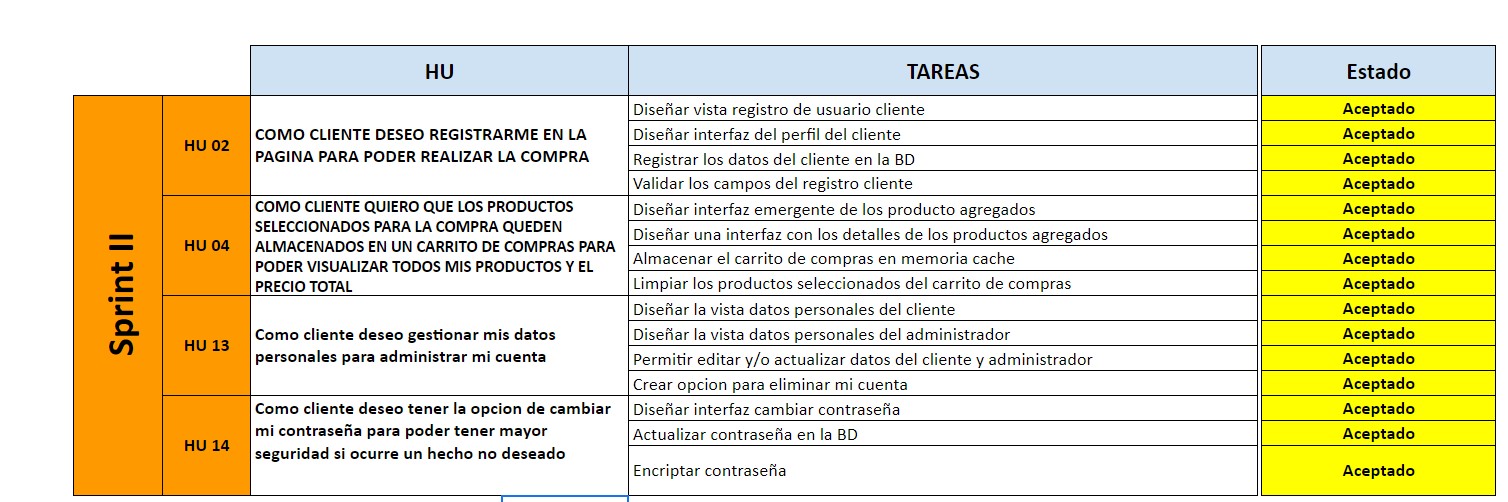 HU TAREAS Estado
Sprint II
HU 02
COMO CLIENTE DESEO REGISTRARME EN LA
PAGINA PARA PODER REALIZAR LA COMPRA
Diseñar vista registro de usuario cliente Aceptado
Diseñar interfaz del perfil del cliente Aceptado
Registrar los datos del cliente en la BD Aceptado
Validar los campos del registro cliente Aceptado
HU 04
COMO CLIENTE QUIERO QUE LOS PRODUCTOS
SELECCIONADOS PARA LA COMPRA QUEDEN
ALMACENADOS EN UN CARRITO DE COMPRAS PARA
PODER VISUALIZAR TODOS MIS PRODUCTOS Y EL
PRECIO TOTAL
Diseñar interfaz emergente de los producto agregados Aceptado
Diseñar una interfaz con los detalles de los productos agregados Aceptado
Almacenar el carrito de compras en memoria cache Aceptado
Limpiar los productos seleccionados del carrito de compras Aceptado
HU 13
Como cliente deseo gestionar mis datos
personales para administrar mi cuenta
Diseñar la vista datos personales del cliente Aceptado
Diseñar la vista datos personales del administrador Aceptado
Permitir editar y/o actualizar datos del cliente y administrador Aceptado
Crear opcion para eliminar mi cuenta Aceptado
HU 14
Como cliente deseo tener la opcion de cambiar
mi contraseña para poder tener mayor
seguridad si ocurre un hecho no deseado
Diseñar interfaz cambiar contraseña Aceptado
Actualizar contraseña en la BD Aceptado
Encriptar contraseña Aceptado